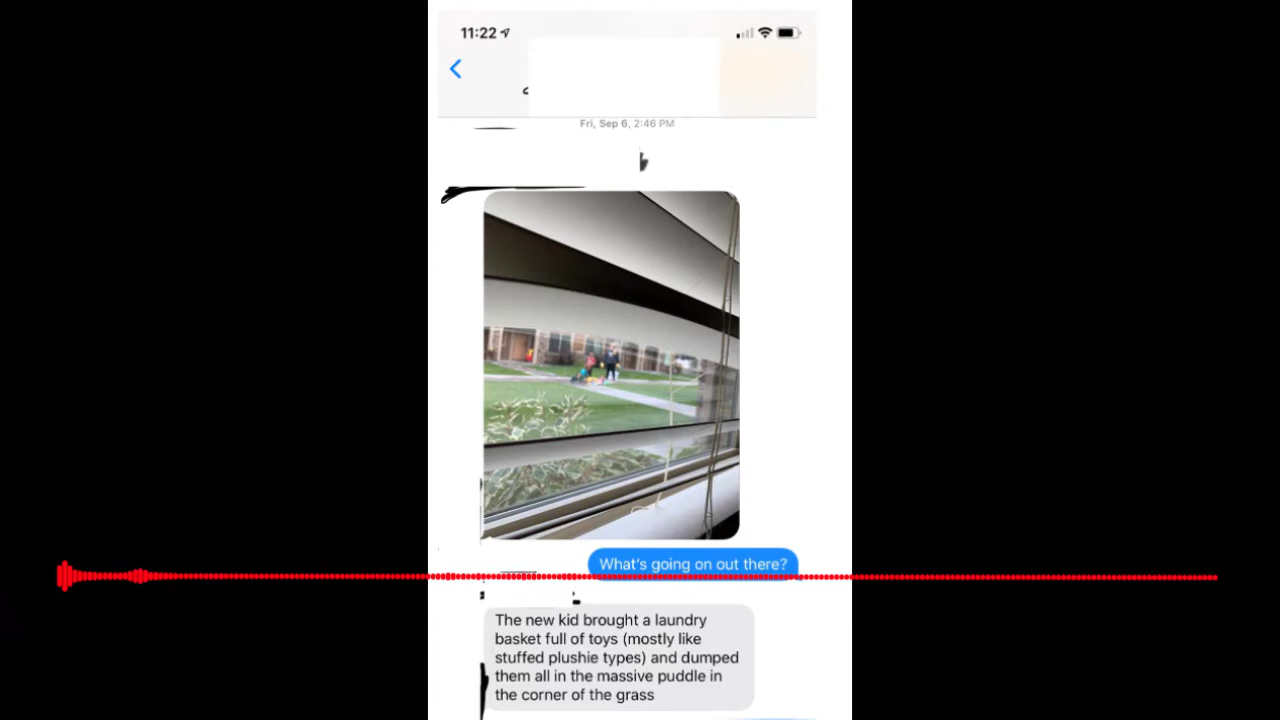 11:22
Fri, Sep 6, 2:46 PM
What's going on out there?
The new kid brought a laundry
basket full of toys (mostly like
stuffed plushie types) and dumped
them all in the massive puddle in
the corner of the grass